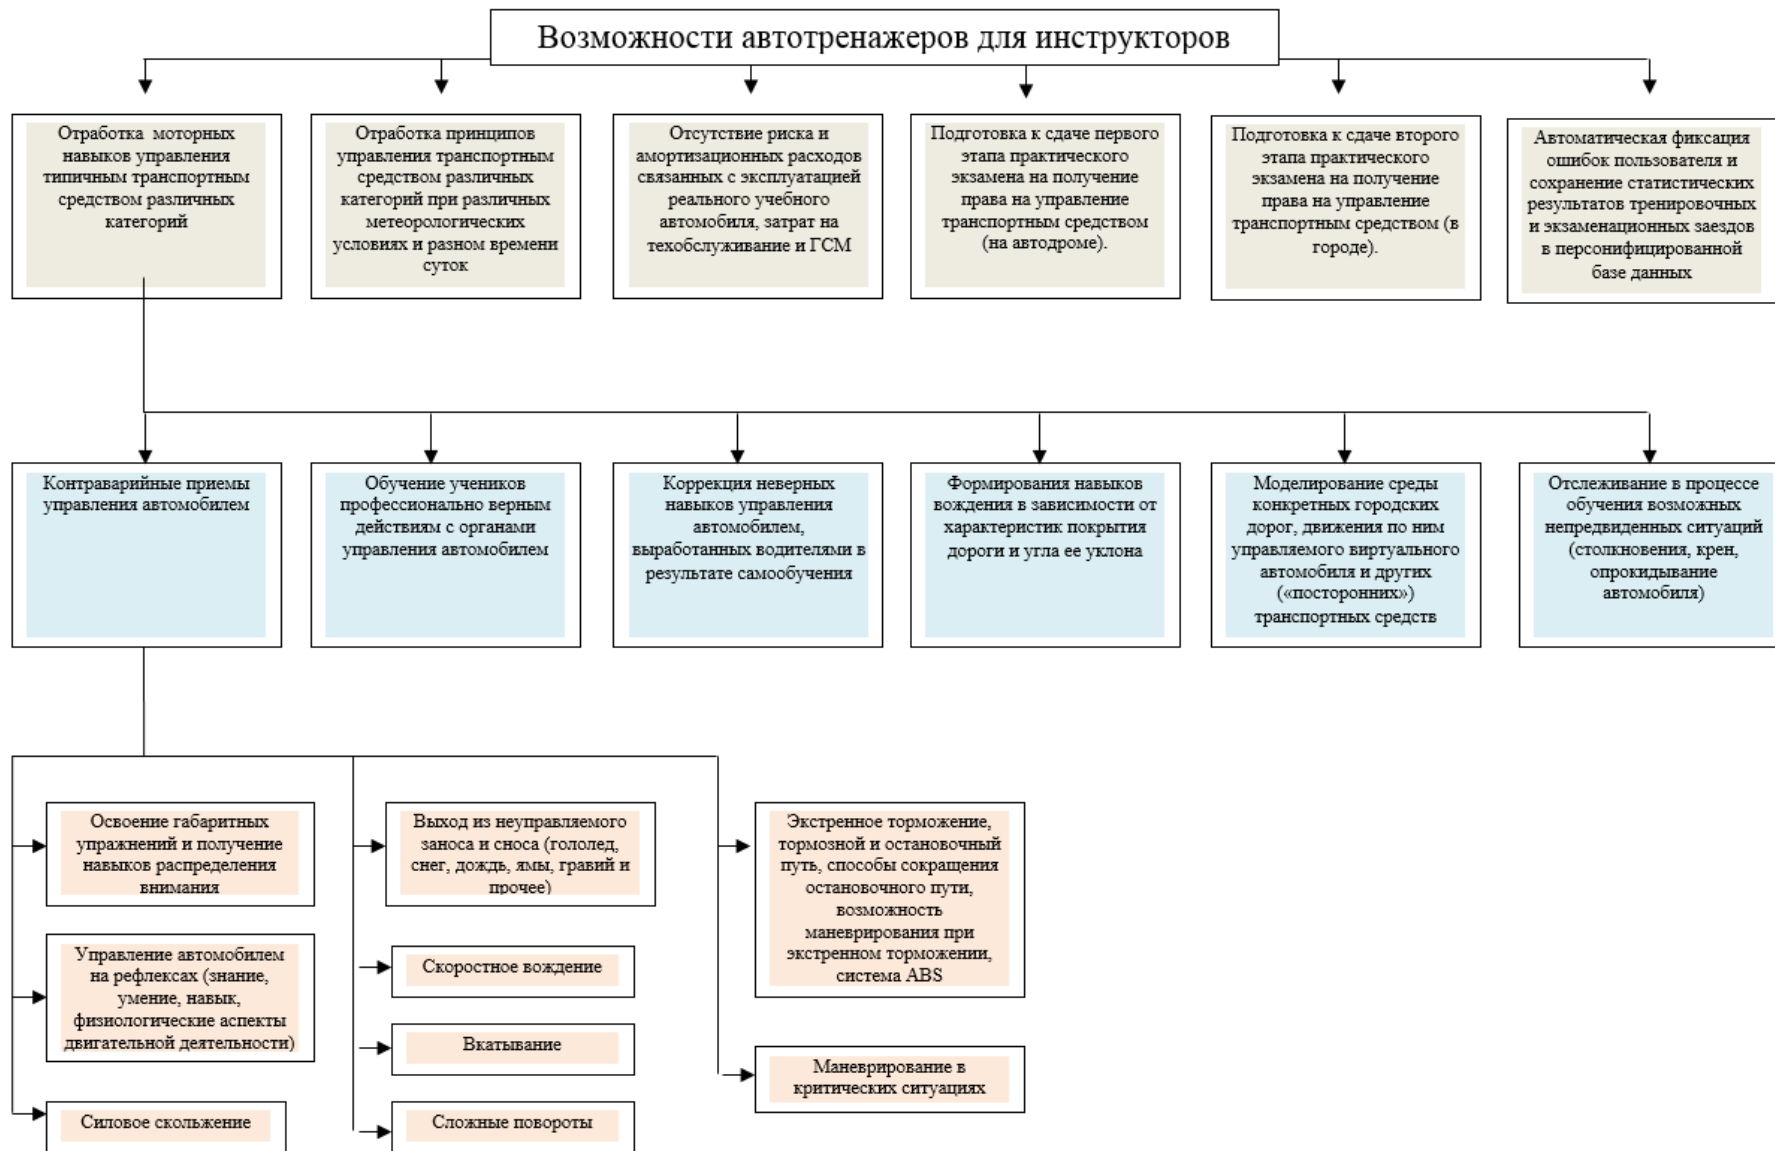 Возможности автотренажеров для инструкторов
Отработка моторных
навыков управления
типичным транспортным
средством различных
категорий
Отработка принципов
управления транспортным
средством различных
категорий при различных
метеорологических
условиях и разном времени
суток
Отсутствие риска и
амортизационных расходов
связанных с эксплуатацией
реального учебного
автомобиля, затрат на
техобслуживание и ГСМ
Подготовка к сдаче первого
этапа практического
экзамена на получение
права на управление
транспортным средством
(на автодроме).
Подготовка к сдаче второго
этапа практического
экзамена на получение
права на управление
транспортным средством (в
городе).
Автоматическая фиксация
ошибок пользователя и
сохранение статистических
результатов тренировочных
и экзаменационных заездов
в персонифицированной
базе данных
Контраварийные приемы
управления автомобилем
Обучение учеников
профессионально верным
действиям с органами
управления автомобилем
Коррекция неверных
навыков управления
автомобилем,
выработанных водителями в
результате самообучения
Формирования навыков
вождения в зависимости от
характеристик покрытия
дороги и угла ее уклона
Моделирование среды
конкретных городских
дорог, движения по ним
управляемого виртуального
автомобиля и других
(«посторонних»)
транспортных средств
Отслеживание в процессе
обучения возможных
непредвиденных ситуаций
(столкновения, крен,
опрокидывание
автомобиля)
Освоение габаритных
упражнений и получение
навыков распределения
внимания
Управление автомобилем
на рефлексах (знание,
умение, навык,
физиологические аспекты
двигательной деятельности)
Силовое скольжение
Выход из неуправляемого
заноса и сноса (гололед,
снег, дождь, ямы, гравий и
прочее)
Скоростное вождение
Вкатывание
Сложные повороты
Экстренное торможение,
тормозной и остановочный
путь, способы сокращения
остановочного пути,
возможность
маневрирования при
экстренном торможении,
система ABS
Маневрирование в
критических ситуациях